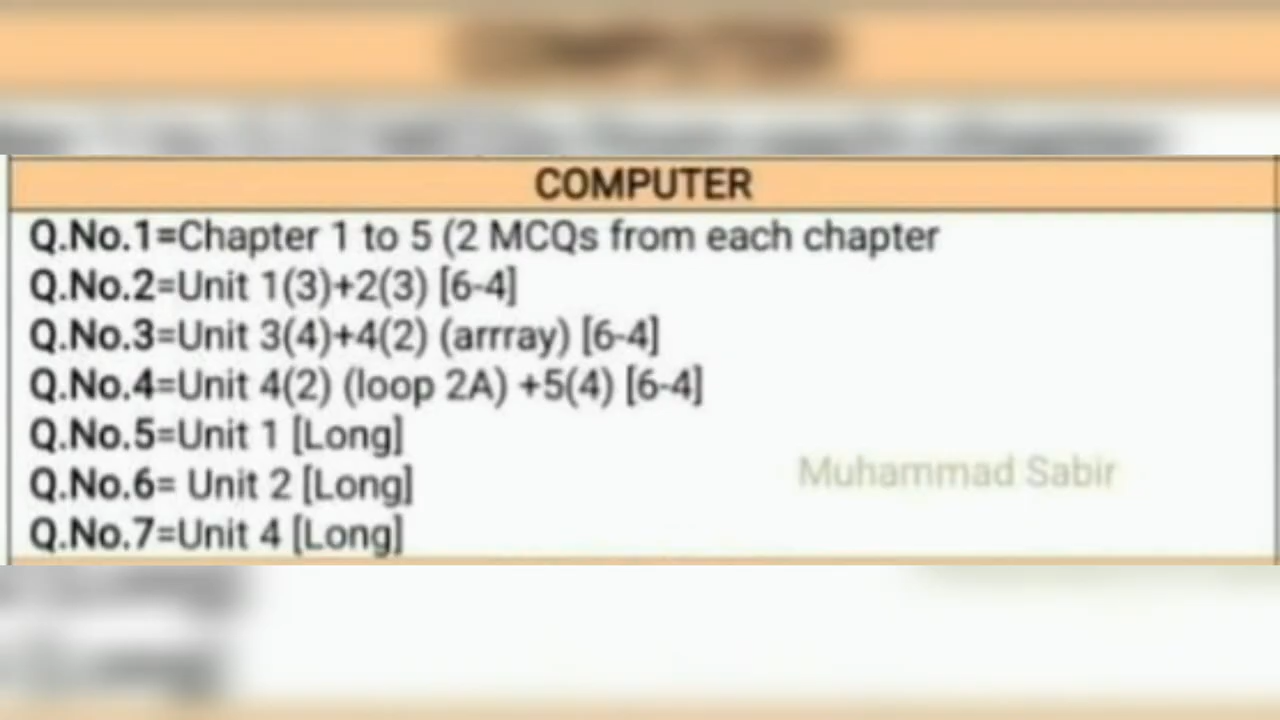 COMPUTER
Q.No.1=Chapter 1 to 5 (2 MCQs from each chapter
Q.No.2=Unit 1(3)+2(3) [6-4]
Q.No.3=Unit 3(4)+4(2) (arrray) [6-4]
Q.No.4=Unit 4(2) (loop 2A) +5(4) [6-4]
Q.No.5=Unit 1 [Long]
Q.No.6= Unit 2 [Long]
Muhammad Sabir
Q.No.7=Unit 4 [Long]